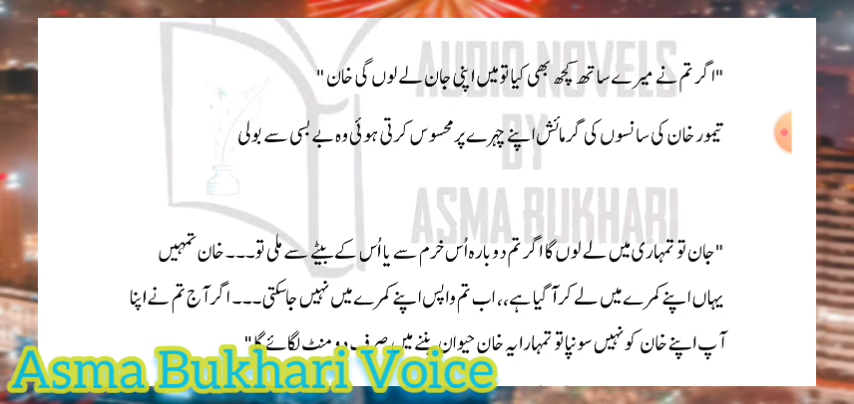 "اگر تم نے میرے ساتھ کچھ بھی کیا تو میں اپنی جان لے لوں گی خان"
تیمور خان کی سانسوں کی گرمائش اپنے چہرے پر محسوس کرتی ہوئی وہ بے بسی سے بولی
"جان تو تمہاری میں لے لوں گا اگر تم دوبارہ اُس خرم سے یا اُس کے بیٹے سے ملی تو۔۔۔ خان تمہیں
یہاں اپنے کمرے میں لے کر آ گیا ہے،، اب تم واپس اپنے کمرے میں نہیں جا سکتی۔۔۔ اگر آج تم نے اپنا
آپ اپنے خان کو نہیں سونپا تو تمہارا یہ خان حیوان بننے میں صرف دو منٹ لگائے گا"
AUDIO NOVELS
BY
ASMA BUKHARI
Asma Bukhari Voice